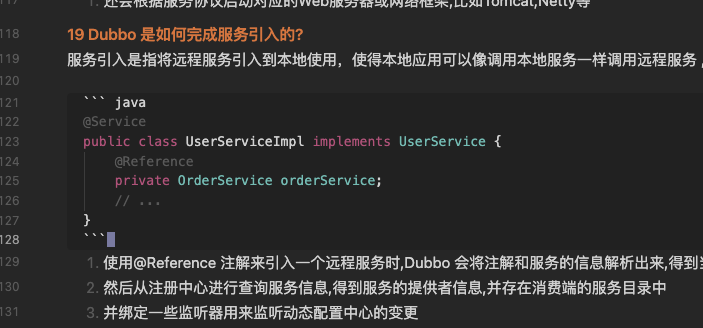 1. 还会根据服务协议启动对应的Web服务器或网络框架,比如Tomcat,Netty等
118 19 Dubbo 是如何完成服务引入的?
119 服务引入是指将远程服务引入到本地使用，使得本地应用可以像调用本地服务一样调用远程服务，
120
121 ``` java
122 @Service
123 public class UserServiceImpl implements UserService {
124 @Reference
125 private OrderService orderService;
126 // ...
127 }
128 ```
129 1. 使用@Reference 注解来引入一个远程服务时,Dubbo 会将注解和服务的信息解析出来,得到
130 2. 然后从注册中心进行查询服务信息,得到服务的提供者信息,并存在消费端的服务目录中
131 3. 并绑定一些监听器用来监听动态配置中心的变更